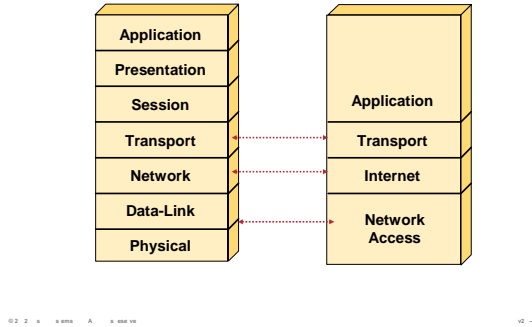 Application
Presentation
Session
Transport
Network
Data-Link
Physical
Application
Transport
Internet
Network
Access